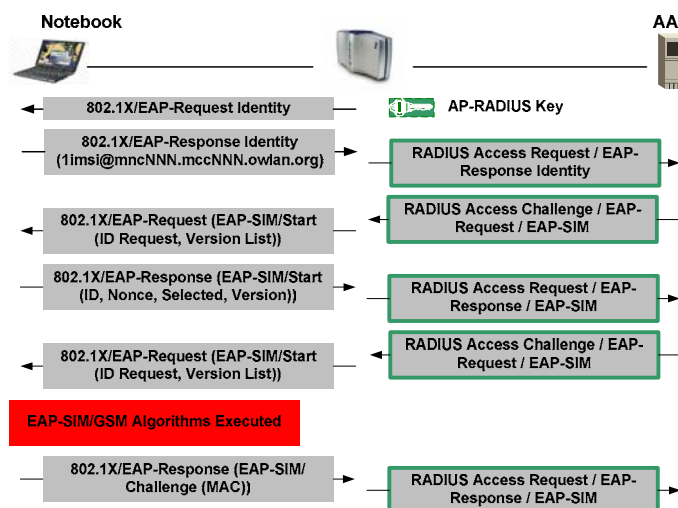 Notebook
AA
802.1X/EAP-Request Identity
AP-RADIUS Key
802.1X/EAP-Response Identity
(1imsi@mncNNN.mccNNN.owlan.org)
RADIUS Access Request / EAP-
Response Identity
RADIUS Access Challenge / EAP-
Request / EAP-SIM
802.1X/EAP-Request (EAP-SIM/Start
(ID Request, Version List))
802.1X/EAP-Response (EAP-SIM/Start
(ID, Nonce, Selected, Version))
RADIUS Access Request / EAP-
Response / EAP-SIM
RADIUS Access Challenge / EAP-
Request / EAP-SIM
802.1X/EAP-Request (EAP-SIM/Start
(ID Request, Version List))
EAP-SIM/GSM Algorithms Executed
802.1X/EAP-Response (EAP-SIM/
Challenge (MAC))
RADIUS Access Request / EAP-
Response / EAP-SIM